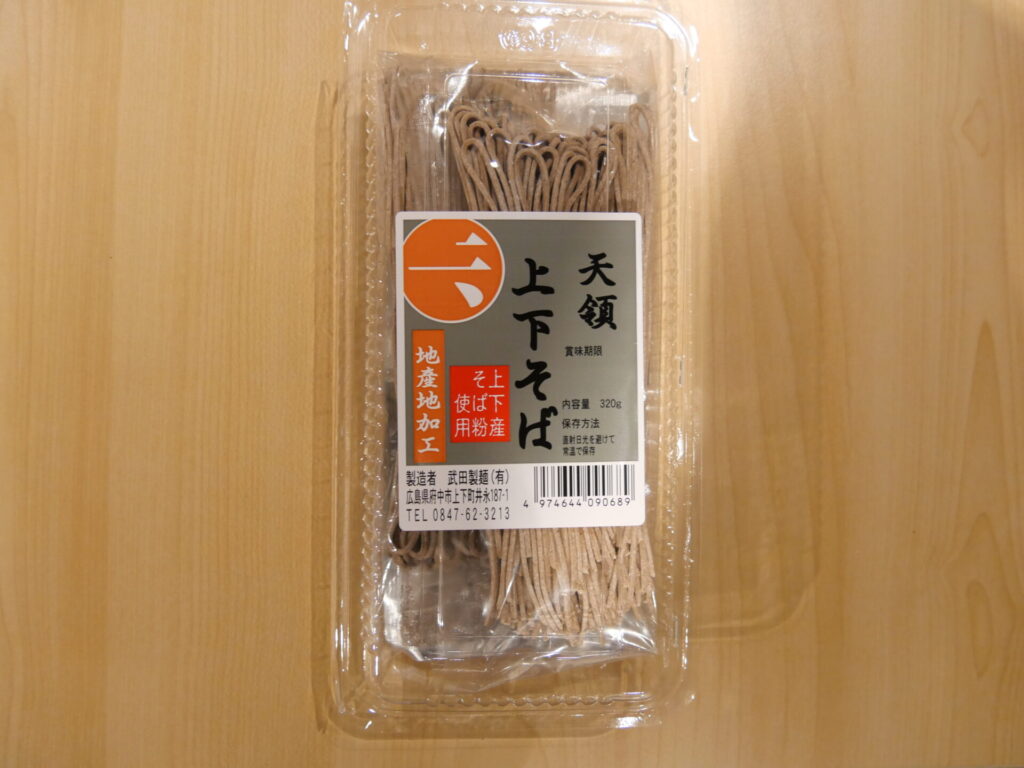 天領
上下そば
賞味期限
内容量 320g
保存方法
直射日光を避けて
常温で保存
上下産
そば粉
使用
地産地加工
製造者 武田製麺(有)
広島県府中市上下町井永187-1
TEL 0847-62-3213
4 974644 090689